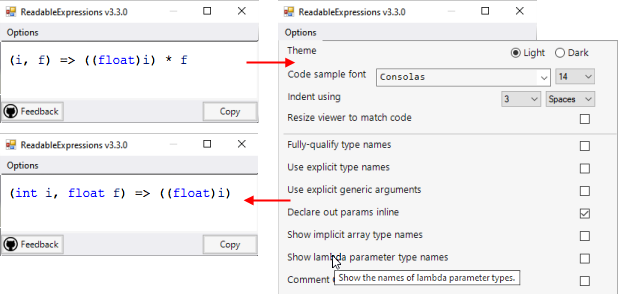 ReadableExpressions v3.3.0
Options
(i, f) => ((float)i) * f
Feedback
Copy
ReadableExpressions v3.3.0
Options
(int i, float f) => ((float)i)
Feedback
Copy
ReadableExpressions v3.3.0
Options
Theme Light Dark
Code sample font Consolas 14
Indent using 3 Spaces
Resize viewer to match code
Fully-qualify type names
Use explicit type names
Use explicit generic arguments
Declare out params inline
Show implicit array type names
Show lambda parameter type names
Comment
Show the names of lambda parameter types.